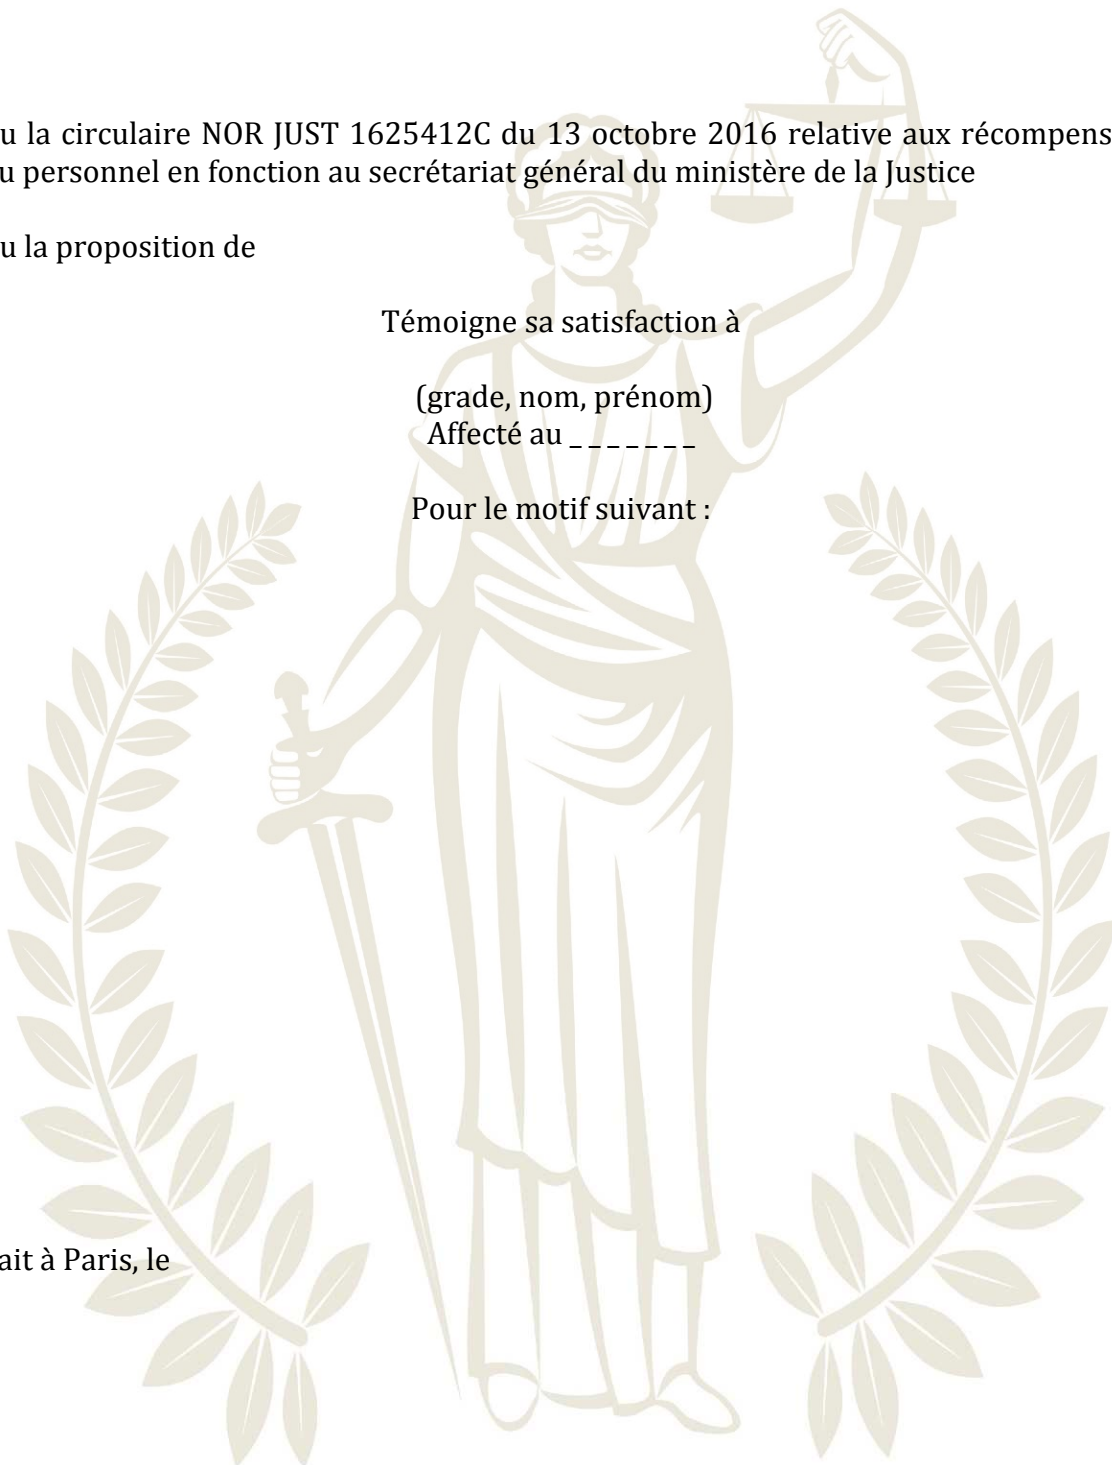 u la circulaire NOR JUST 1625412C du 13 octobre 2016 relative aux récompens
u personnel en fonction au secrétariat général du ministère de la Justice
u la proposition de
Témoigne sa satisfaction à
(grade, nom, prénom)
Affecté au _ _ _ _ _ _ _
Pour le motif suivant :
ait à Paris, le